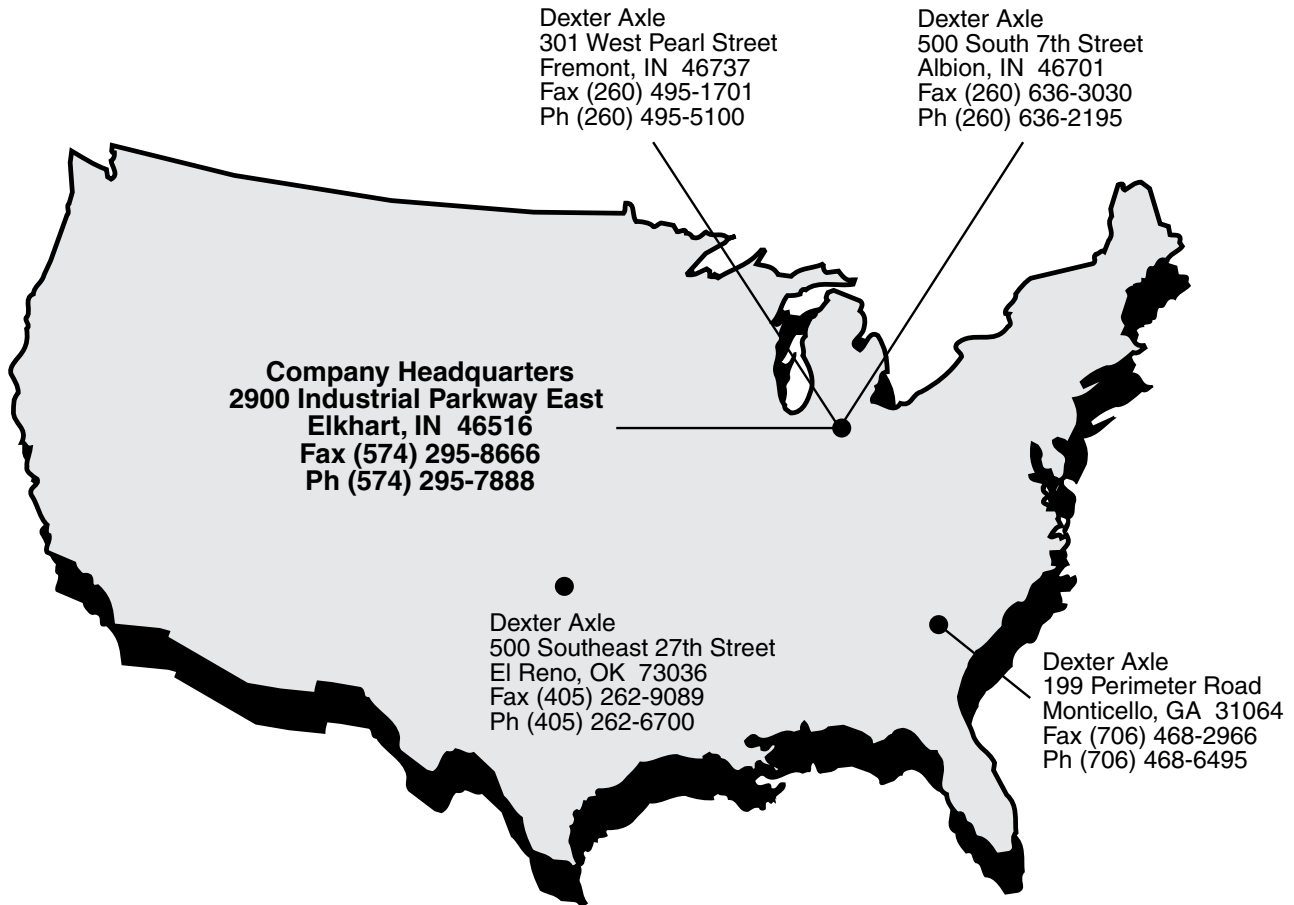 Dexter Axle
301 West Pearl Street
Fremont, IN 46737
Fax (260) 495-1701
Ph (260) 495-5100
Dexter Axle
500 South 7th Street
Albion, IN 46701
Fax (260) 636-3030
Ph (260) 636-2195
Company Headquarters
2900 Industrial Parkway East
Elkhart, IN 46516
Fax (574) 295-8666
Ph (574) 295-7888
Dexter Axle
500 Southeast 27th Street
El Reno, OK 73036
Fax (405) 262-9089
Ph (405) 262-6700
Dexter Axle
199 Perimeter Road
Monticello, GA 31064
Fax (706) 468-2966
Ph (706) 468-6495